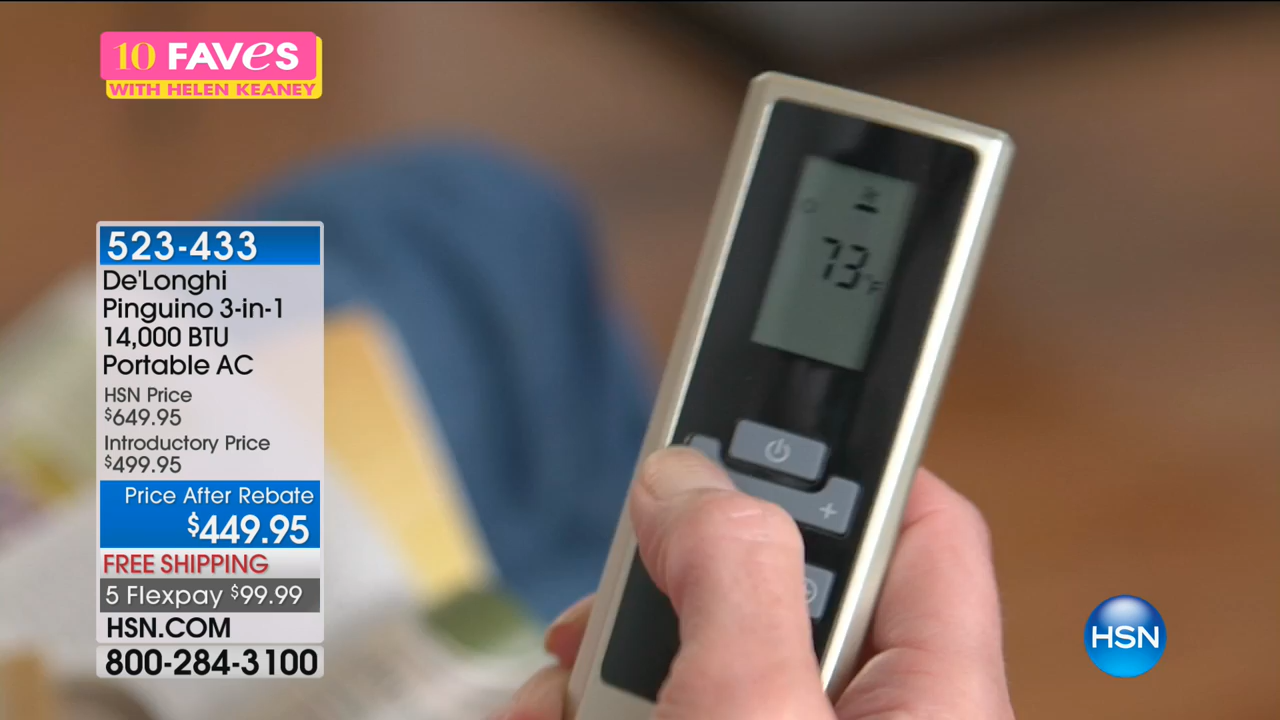 10 FAVES
WITH HELEN KEANEY
523-433
De'Longhi
Pinguino 3-in-1
14,000 BTU
Portable AC
HSN Price
$649.95
Introductory Price
$499.95
Price After Rebate
$449.95
FREE SHIPPING
5 Flexpay $99.99
HSN.COM
800-284-3100
73°F
+
HSN